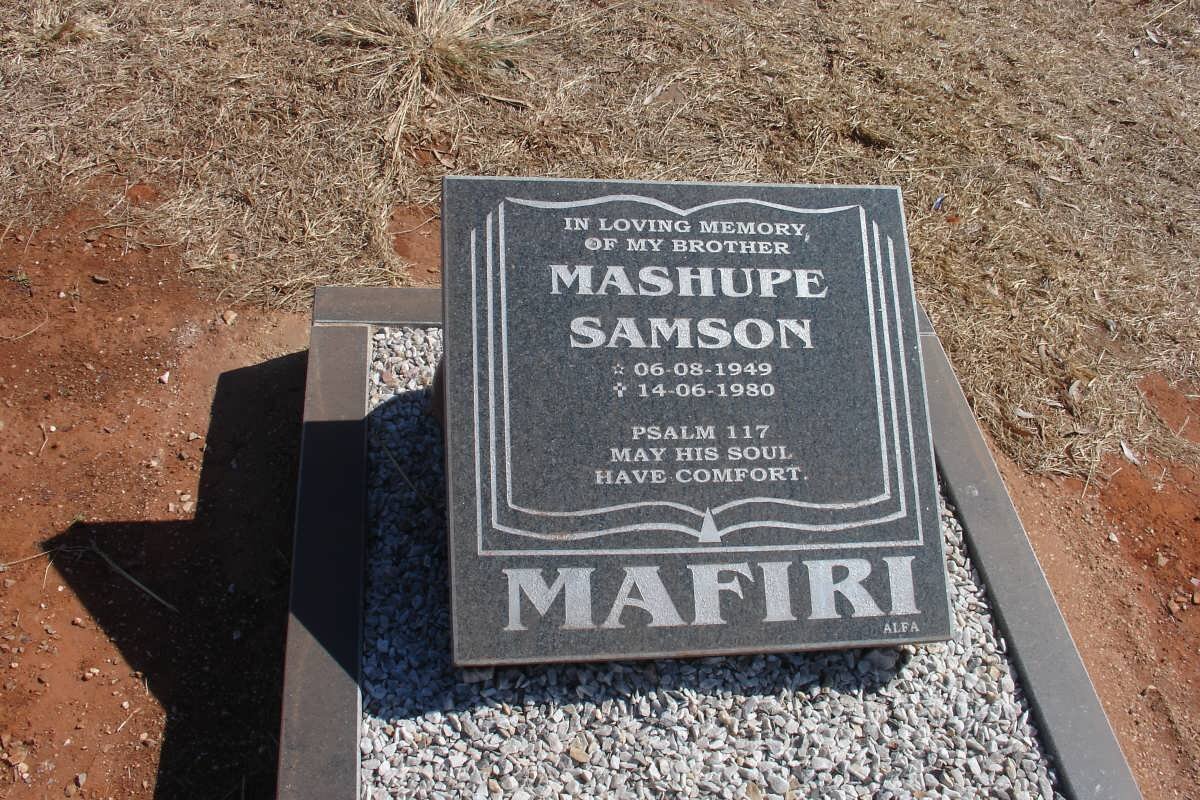 IN LOVING MEMORY,
OF MY BROTHER
MASHUPE
SAMSON
☆ 06-08-1949
✞ 14-06-1980
PSALM 117
MAY HIS SOUL
HAVE COMFORT.
MAFIRI
ALFA